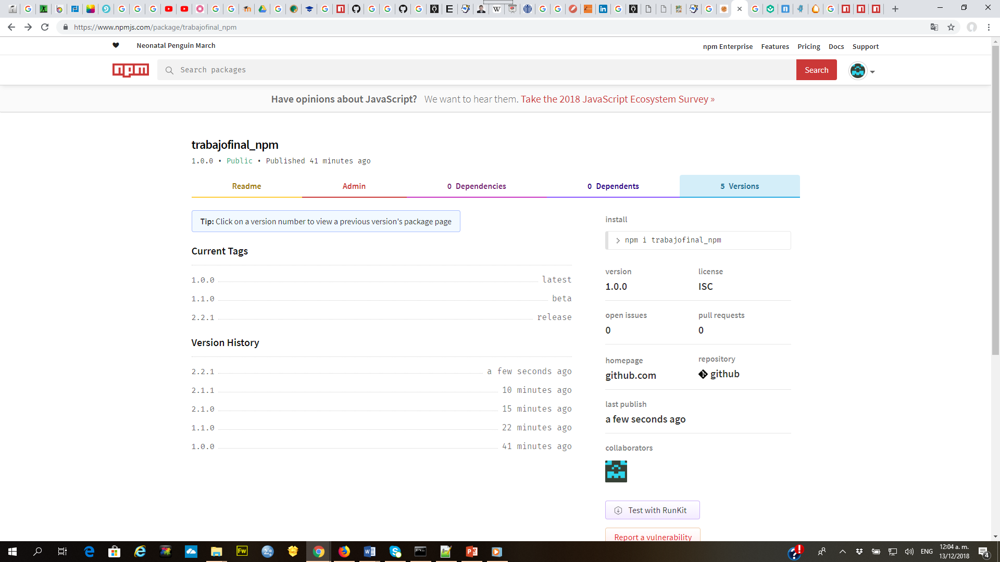 https://www.npmjs.com/package/trabajofinal_npm
Neonatal Penguin March
npm Enterprise Features Pricing Docs Support
npm
Search packages
Search
Have opinions about JavaScript? We want to hear them. Take the 2018 JavaScript Ecosystem Survey »
trabajofinal_npm
1.0.0 • Public • Published 41 minutes ago
Readme
Admin
0 Dependencies
0 Dependents
5 Versions
Tip: Click on a version number to view a previous version's package page
Current Tags
1.0.0 latest
1.1.0 beta
2.2.1 release
Version History
2.2.1 a few seconds ago
2.1.1 10 minutes ago
2.1.0 15 minutes ago
1.1.0 22 minutes ago
1.0.0 41 minutes ago
install
npm i trabajofinal_npm
version license
1.0.0 ISC
open issues pull requests
0 0
homepage repository
github.com github
last publish
a few seconds ago
collaborators
Test with RunKit
Report a vulnerability
ENG
12:04 a. m.
13/12/2018
4